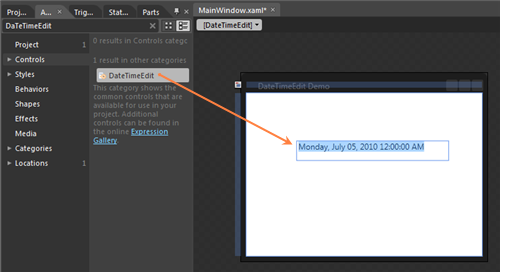 Proj...
A...
Trig...
Stat...
Parts
MainWindow.xaml*
DaTeTimeEdit
[DateTimeEdit]
Project 1
Controls
Styles
Behaviors
Shapes
Effects
Media
Categories
Locations 1
0 results in Controls categc
1 result in other categories
DateTimeEdit
This category shows the
common controls that are
available for use in your
project. Additional
controls can be found in
the online Expression
Gallery.
DateTimeEdit Demo
Monday, July 05, 2010 12:00:00 AM